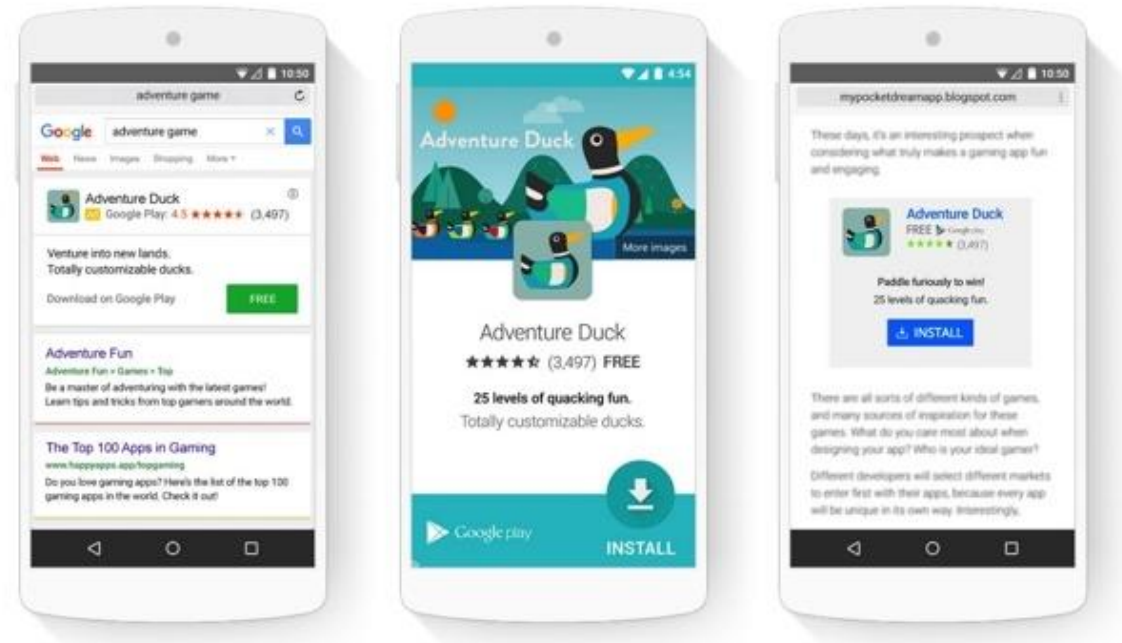 10:50
adventure game
Google adventure game
Web News Images Shopping More
Adventure Duck
Ad Google Play: 4.5 (3,497)
Venture into new lands.
Totally customizable ducks.
Download on Google Play FREE
Adventure Fun
Adventure Fun > Games > Top
Be a master of adventuring with the latest games!
Learn tips and tricks from top gamers around the world.
The Top 100 Apps in Gaming
www.happyapps.app/topgaming
Do you love gaming apps? Here's the list of the top 100
gaming apps in the world. Check it out!
4:54
Adventure Duck
More images
Adventure Duck
(3,497) FREE
25 levels of quacking fun.
Totally customizable ducks.
Google play
INSTALL
10:50
mypocketdreamapp.blogspot.com
These days, it's an interesting prospect when
considering what truly makes a gaming app fun
and engaging.
Adventure Duck
FREE Google play
(3,497)
Paddle furiously to win!
25 levels of quacking fun.
INSTALL
There are all sorts of different kinds of games,
and many sources of inspiration for these
games. What do you care most about when
designing your app? Who is your ideal gamer?
Different developers will select different markets
to enter first with their apps, because every app
will be unique in its own way. Interestingly,